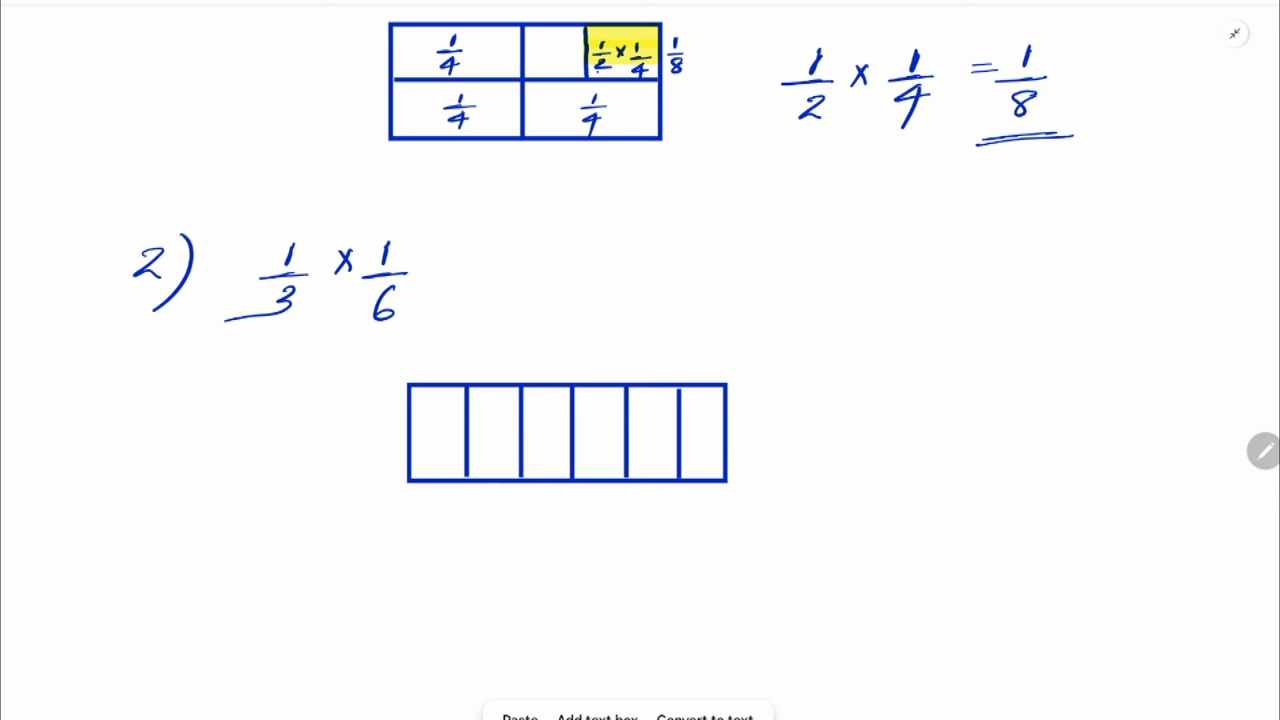 1/4 1/2 × 1/4 1/8
1/4 1/4
1/2 × 1/4 = 1/8
2) 1/3 × 1/6
Paste Add text box Convert to text